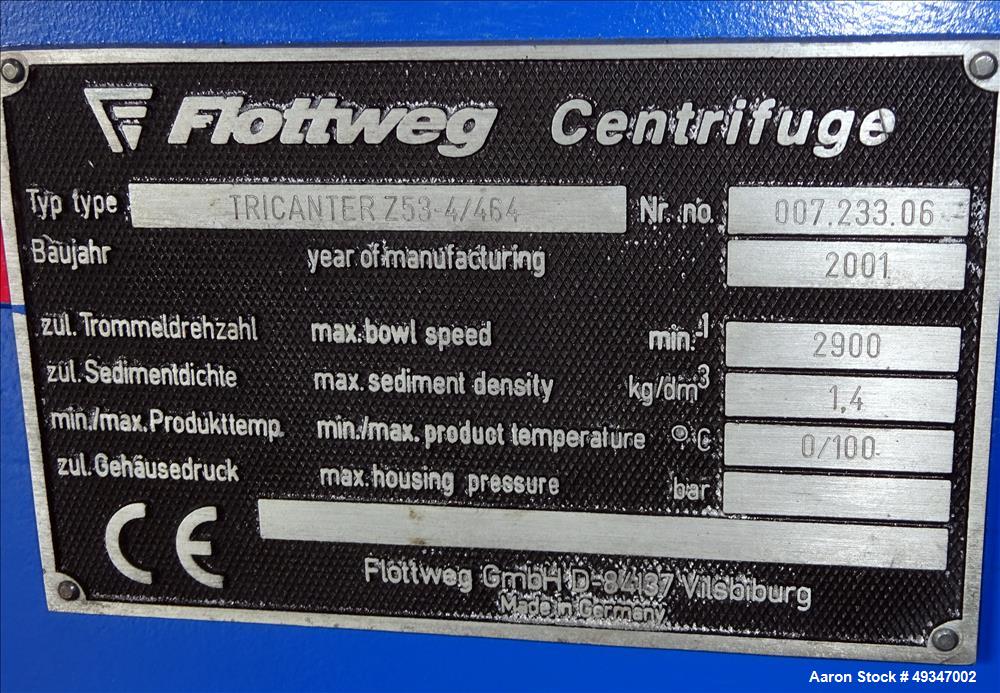 Flottweg Centrifuge
Typ type TRICANTER Z53-4/464 Nr. no. 007.233.06
Baujahr year of manufacturing 2001
zul. Trommeldrehzahl max. bowl speed min.-1 2900
zul. Sedimentdichte max. sediment density kg/dm3 1,4
min./max. Produkttemp. min./max. product temperature °C 0/100
zul. Gehäusedruck max. housing pressure bar
CE
Flottweg GmbH D-84137 Vilsbiburg
Made in Germany
Aaron Stock # 49347002